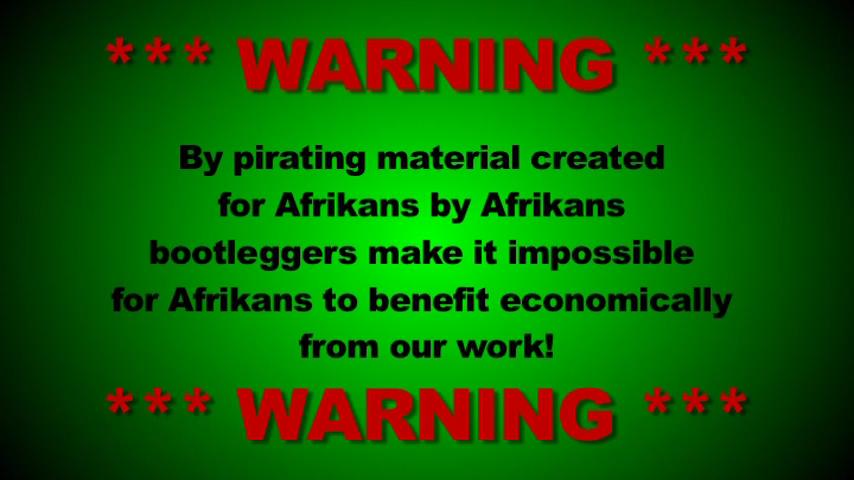 *** WARNING ***
By pirating material created
for Afrikans by Afrikans
bootleggers make it impossible
for Afrikans to benefit economically
from our work!
*** WARNING ***